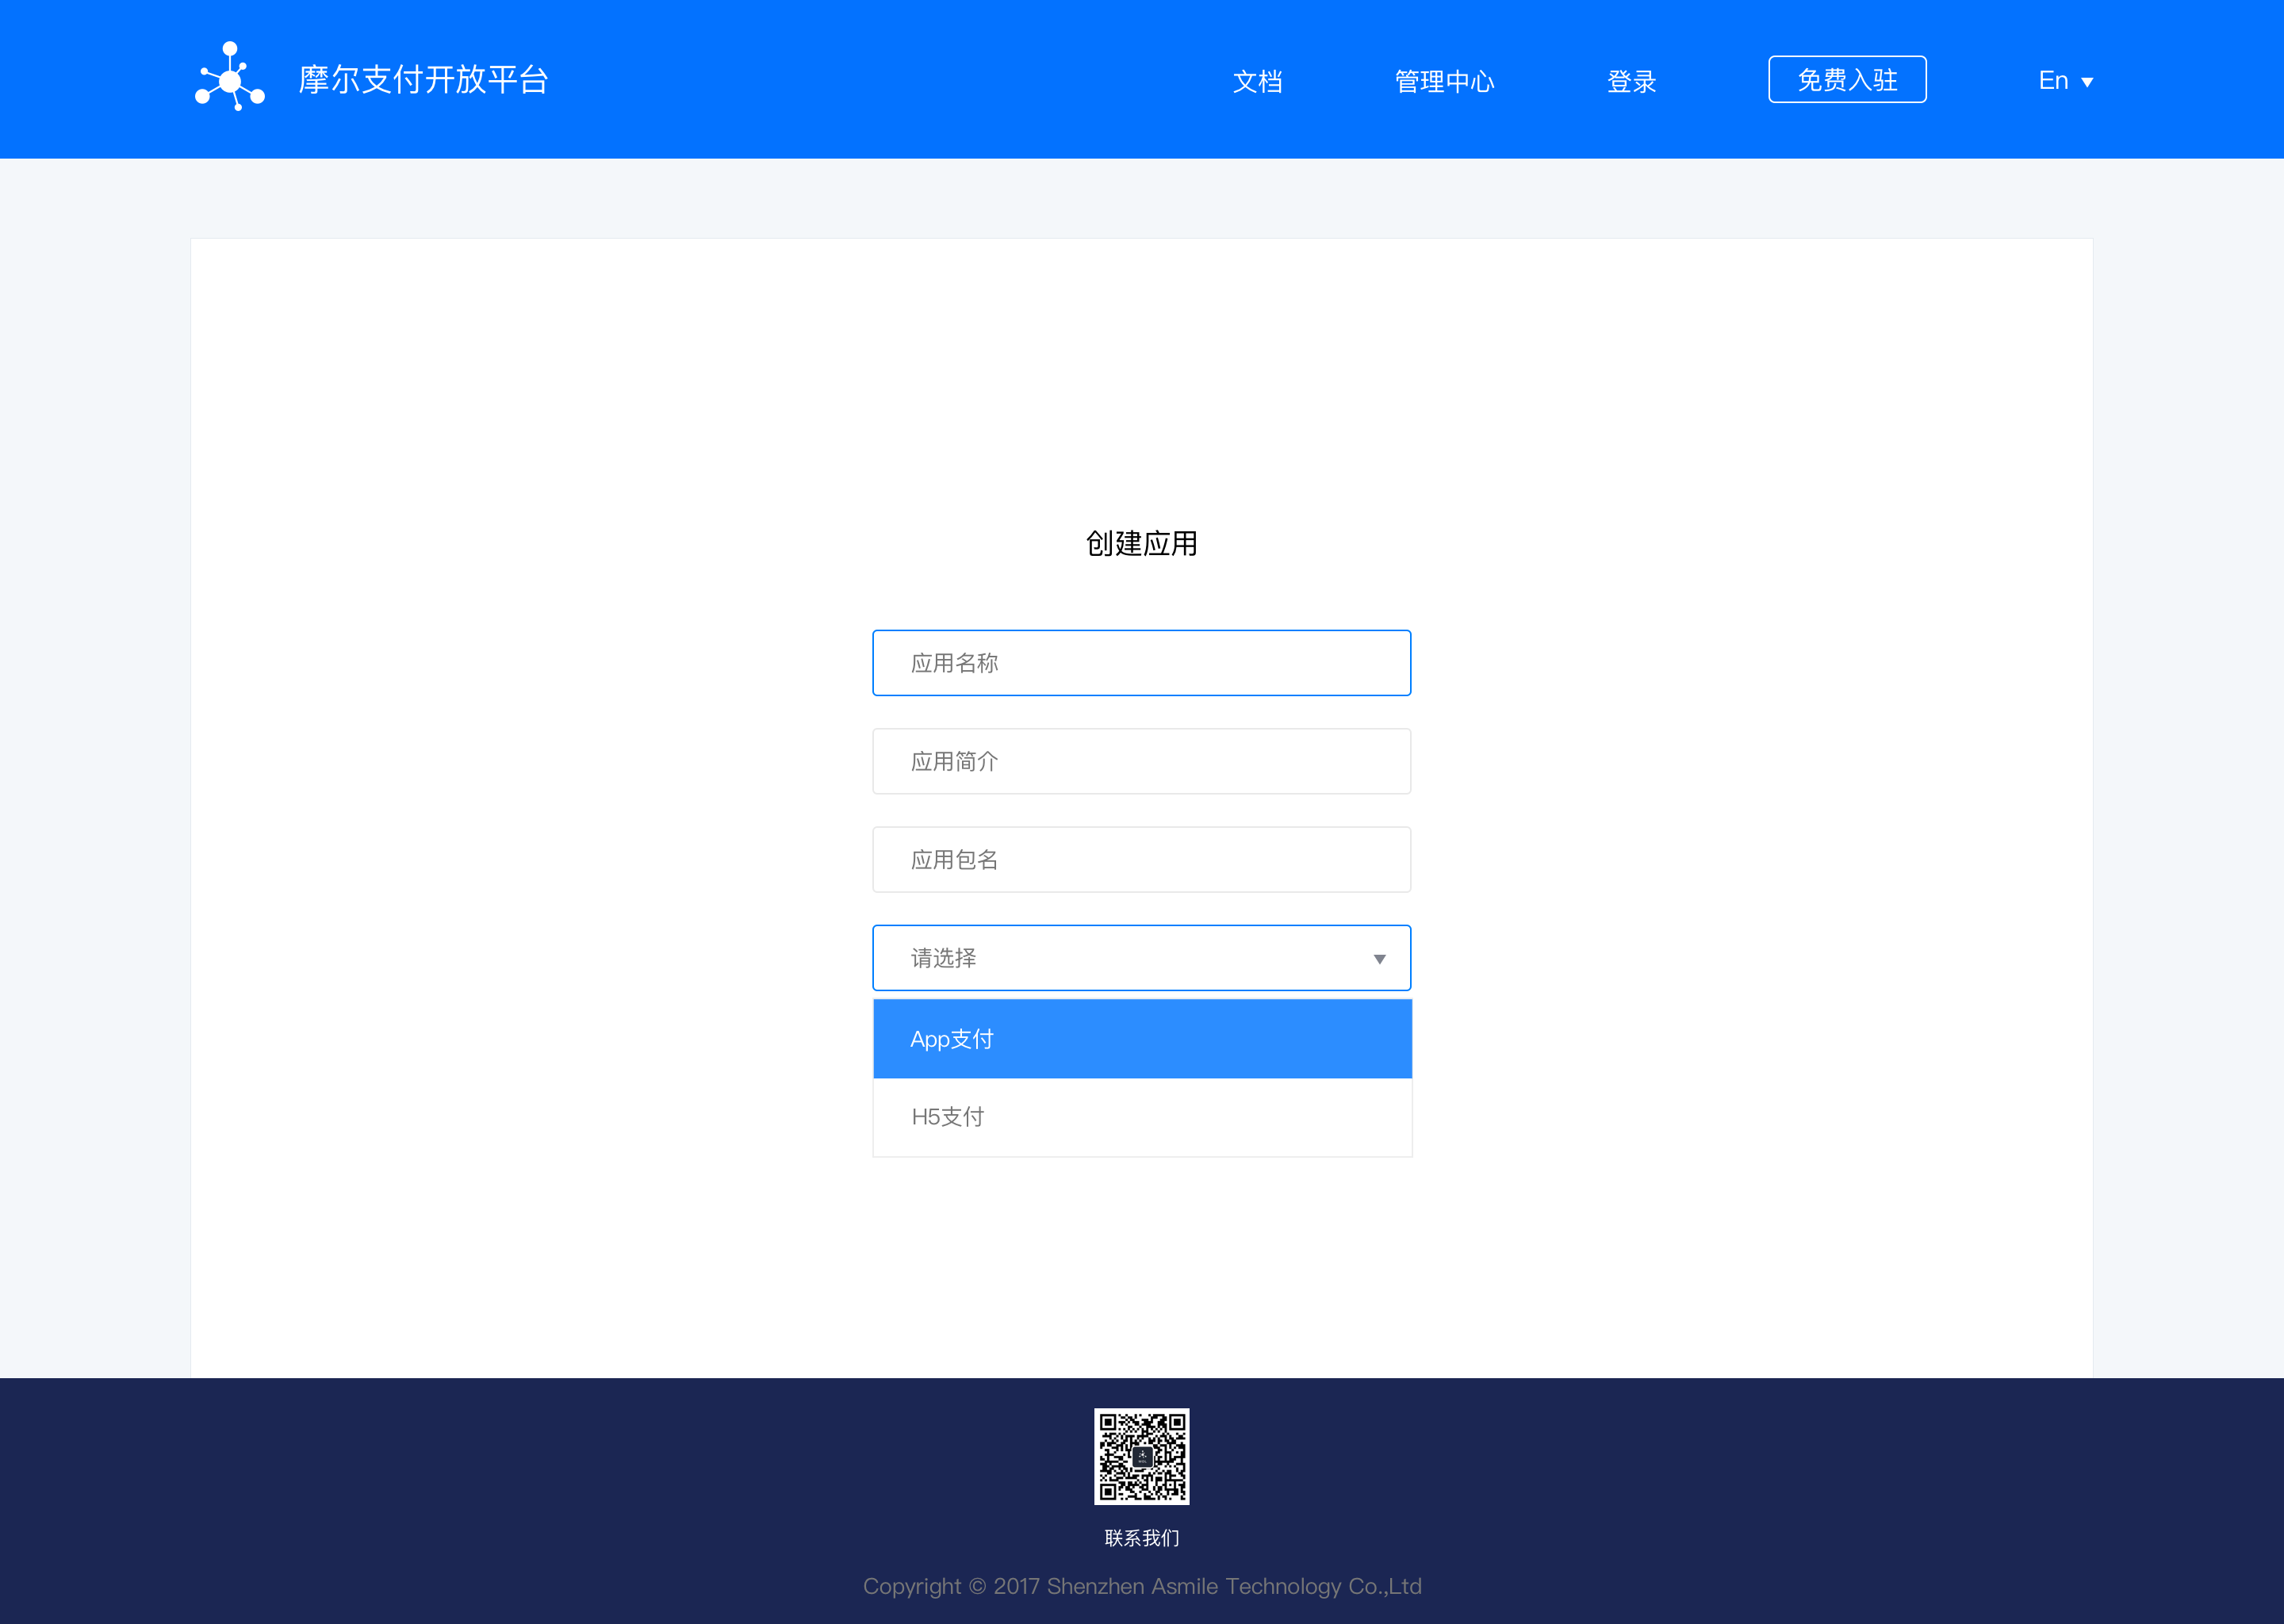 摩尔支付开放平台
文档
管理中心
登录
免费入驻
En
创建应用
应用名称
应用简介
应用包名
请选择
App支付
H5支付
联系我们
Copyright © 2017 Shenzhen Asmile Technology Co.,Ltd